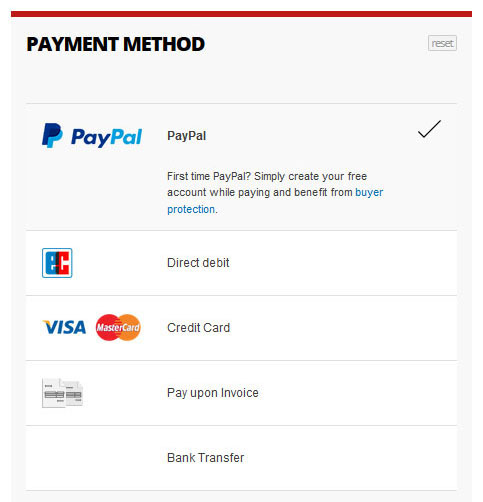 PAYMENT METHOD
reset
PayPal
PayPal
First time PayPal? Simply create your free
account while paying and benefit from buyer
protection.
EC
Direct debit
VISA MasterCard
Credit Card
Pay upon Invoice
Bank Transfer